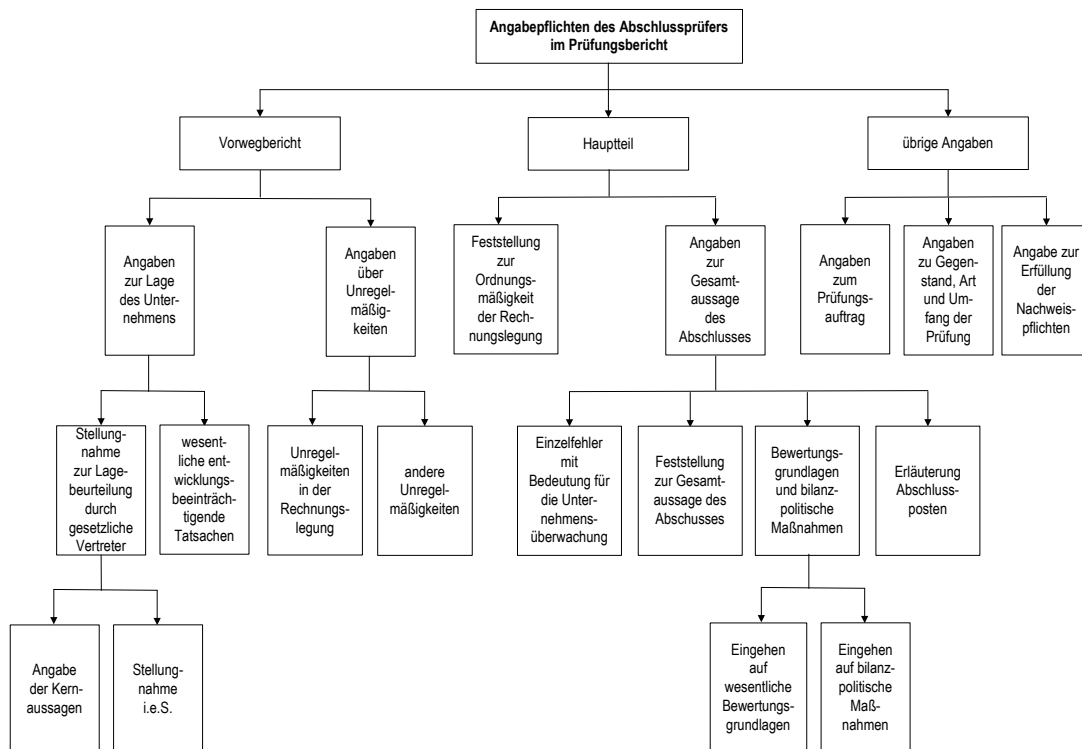 Angabepflichten des Abschlussprüfers
im Prüfungsbericht
Vorwegbericht
Hauptteil
übrige Angaben
Angaben
zur Lage
des Unter-
nehmens
Angaben
über
Unregel-
mäßig-
keiten
Feststellung
zur
Ordnungs-
mäßigkeit
der Rech-
nungslegung
Angaben
zur
Gesamt-
aussage
des
Abschlusses
Angaben
zum
Prüfungs-
auftrag
Angaben
zu Gegen-
stand, Art
und Um-
fang der
Prüfung
Angabe zur
Erfüllung
der
Nachweis-
pflichten
Stellung-
nahme
zur Lage-
beurteilung
durch
gesetzliche
Vertreter
wesent-
liche ent-
wicklungs-
beeinträch-
tigende
Tatsachen
Unregel-
mäßigkeiten
in der
Rechnungs-
legung
andere
Unregel-
mäßigkeiten
Einzelfehler
mit
Bedeutung für
die Unter-
nehmens-
überwachung
Feststellung
zur Gesamt-
aussage des
Abschusses
Bewertungs-
grundlagen
und bilanz-
politische
Maßnahmen
Erläuterung
Abschluss-
posten
Angabe
der Kern-
aussagen
Stellung-
nahme
i.e.S.
Eingehen
auf
wesentliche
Bewertungs-
grundlagen
Eingehen
auf bilanz-
politische
Maß-
nahmen